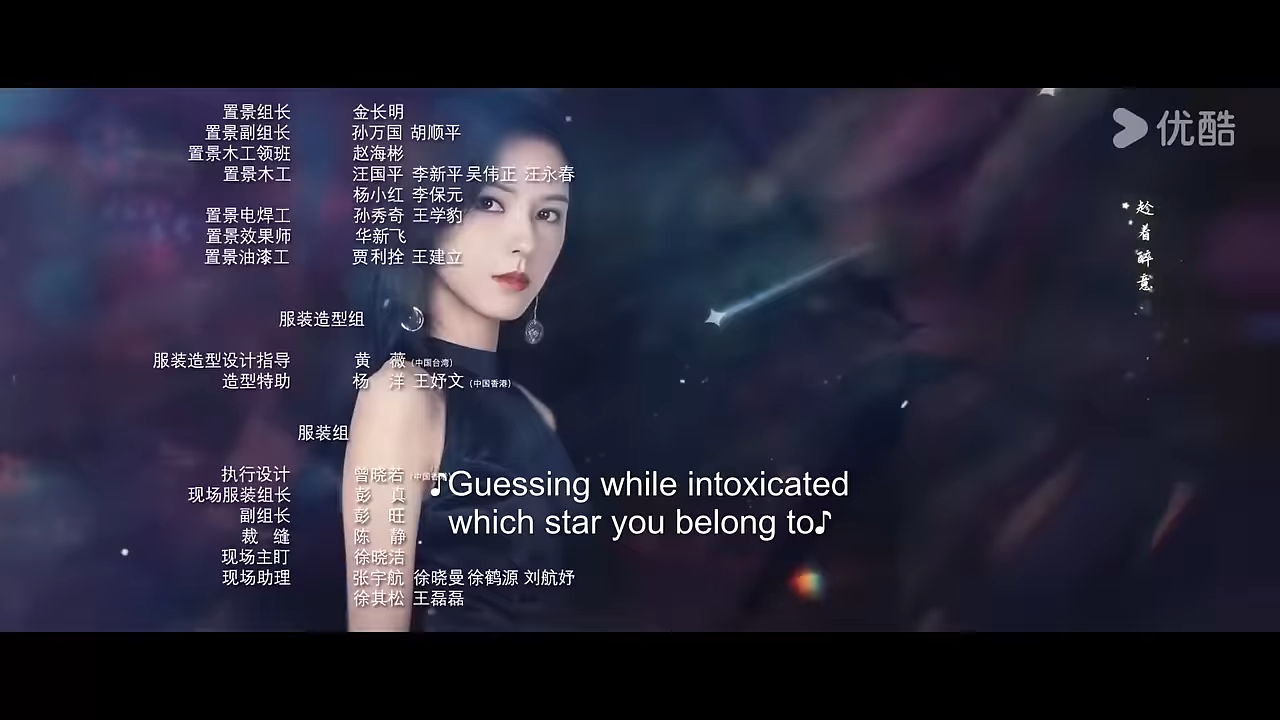 置景组长 金长明
置景副组长 孙万国 胡顺平
置景木工领班 赵海彬
置景木工 汪国平 李新平 吴伟正 汪永春
杨小红 李保元
置景电焊工 孙秀奇 王学豹
置景效果师 华新飞
置景油漆工 贾利拴 王建立
服装造型组
服装造型设计指导 黄 薇(中国台湾)
造型特助 杨 洋 王妤文(中国香港)
服装组
执行设计 曾晓若(中国香港)
现场服装组长 彭 真
副组长 彭 旺
裁 缝 陈 静
现场主盯 徐晓洁
现场助理 张宇航 徐晓曼 徐鹤源 刘航妤
徐其松 王磊磊
♪Guessing while intoxicated
which star you belong to♪
优酷
趁着醉意